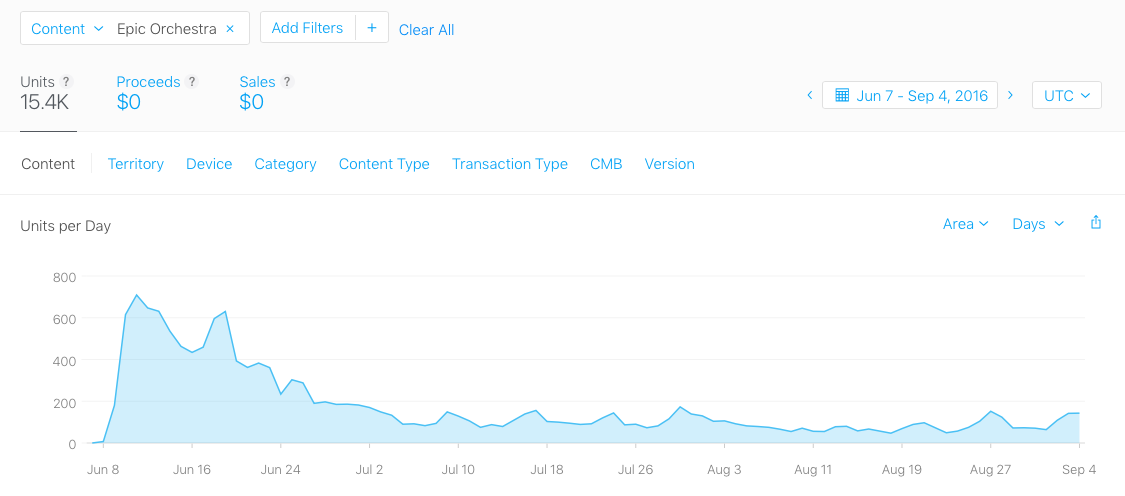 Content Epic Orchestra × Add Filters + Clear All
Units ? Proceeds ? Sales ?
15.4K $0 $0
Jun 7 - Sep 4, 2016 UTC
Content Territory Device Category Content Type Transaction Type CMB Version
Units per Day Area Days
800
600
400
200
0
Jun 8 Jun 16 Jun 24 Jul 2 Jul 10 Jul 18 Jul 26 Aug 3 Aug 11 Aug 19 Aug 27 Sep 4